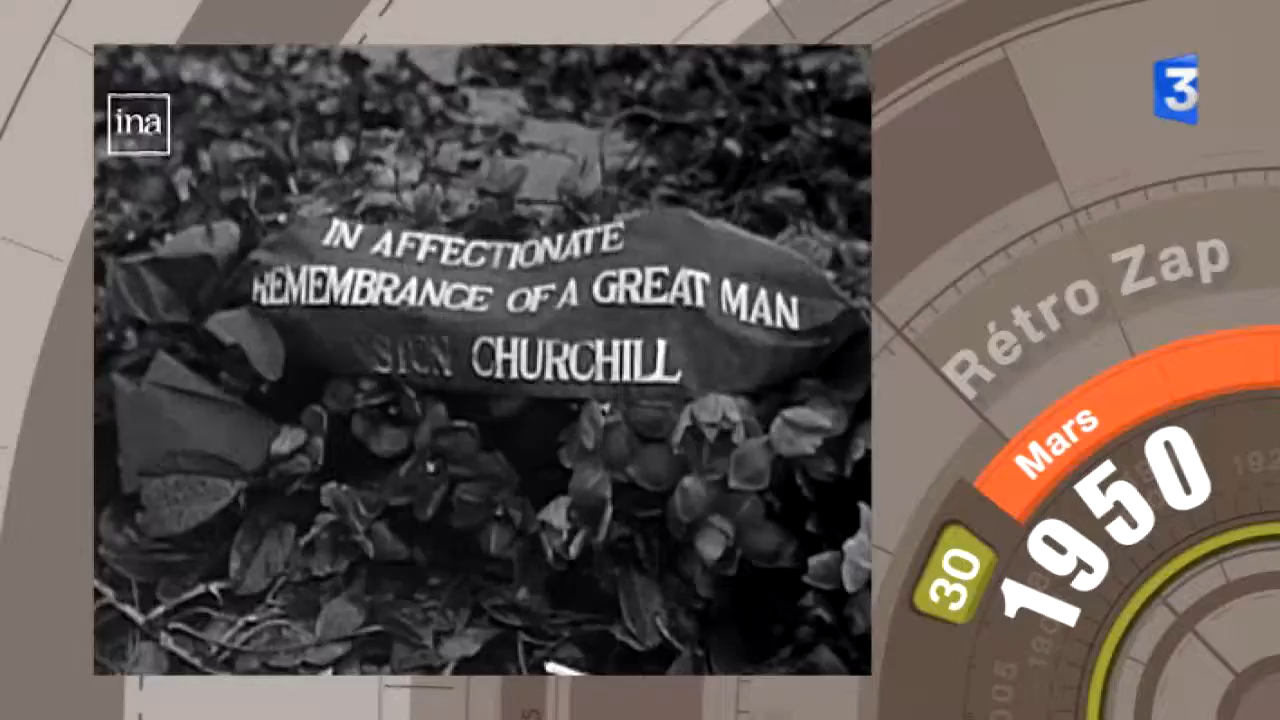 ina
3
IN AFFECTIONATE
REMEMBRANCE OF A GREAT MAN
CHURCHILL
Rétro Zap
Mars
1950
30